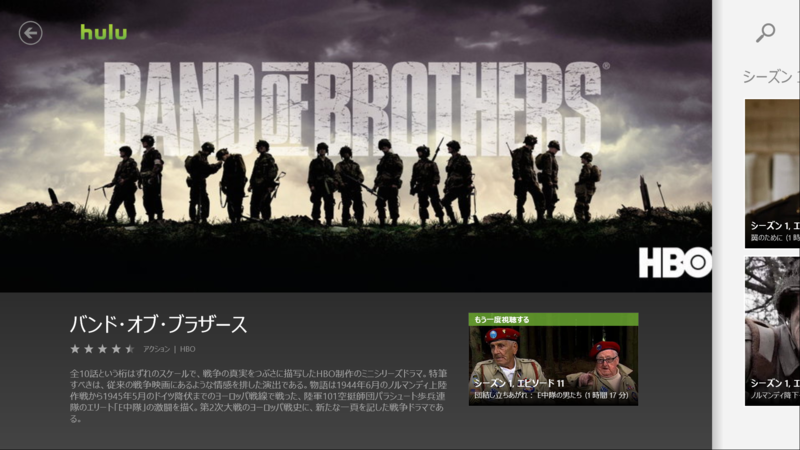 hulu
BAND OF BROTHERS®
HBO
バンド・オブ・ブラザース
アクション | HBO
全10話という桁はずれのスケールで、戦争の真実をつぶさに描写したHBO制作のミニシリーズドラマ。特筆
すべきは、従来の戦争映画にあるような情感を排した演出である。物語は1944年6月のノルマンディ上陸
作戦から1945年5月のドイツ降伏までのヨーロッパ戦線で戦った、陸軍101空挺師団パラシュート歩兵連
隊のエリート「E中隊」の激闘を描く。第2次大戦のヨーロッパ戦史に、新たな一頁を記した戦争ドラマであ
る。
もう一度視聴する
シーズン 1, エピソード 11
団結し立ちあがれ: E中隊の男たち (1 時間 17 分)
シーズン
シーズン 1, エ
翼のために (1 時
シーズン 1, エ
ノルマンディ降下